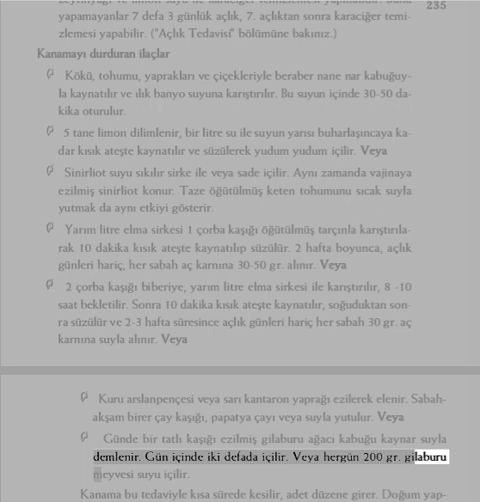 235
yapamayanlar 7 defa 3 günlük açlık, 7. açlıktan sonra karaciğer temi-
zlemesi yapabilir. ("Açlık Tedavisi" bölümüne bakınız.)
Kanamayı durduran ilaçlar
Kökü, tohumu, yaprakları ve çiçekleriyle beraber nane nar kabuğuy-
la kaynatılır ve ılık banyo suyuna karıştırılır. Bu suyun içinde 30-50 da-
kika oturulur.
5 tane limon dilimlenir, bir litre su ile suyun yarısı buharlaşıncaya ka-
dar kısık ateşte kaynatılır ve süzülerek yudum yudum içilir. Veya
Sinirliot suyu sıkılır sirke ile veya sade içilir. Aynı zamanda vajinaya
ezilmiş sinirliot konur. Taze öğütülmüş keten tohumunu sıcak suyla
yutmak da aynı etkiyi gösterir.
Yarım litre elma sirkesi 1 çorba kaşığı öğütülmüş tarçınla karıştırıla-
rak 10 dakika kısık ateşte kaynatılıp süzülür. 2 hafta boyunca, açlık
günleri hariç, her sabah aç karnına 30-50 gr. alınır. Veya
2 çorba kaşığı biberiye, yarım litre elma sirkesi ile karıştırılır, 8 -10
saat bekletilir. Sonra 10 dakika kısık ateşte kaynatılır, soğuduktan son-
ra süzülür ve 2-3 hafta süresince açlık günleri hariç her sabah 30 gr. aç
karnına suyla alınır. Veya
Kuru arslanpençesi veya sarı kantaron yaprağı ezilerek elenir. Sabah-
akşam birer çay kaşığı, papatya çayı veya suyla yutulur. Veya
Günde bir tatlı kaşığı ezilmiş gilaburu ağacı kabuğu kaynar suyla
demlenir. Gün içinde iki defada içilir. Veya hergün 200 gr. gilaburu
meyvesi suyu içilir.
Kanama bu tedaviyle kısa sürede kesilir, adet düzene girer. Doğum yap-